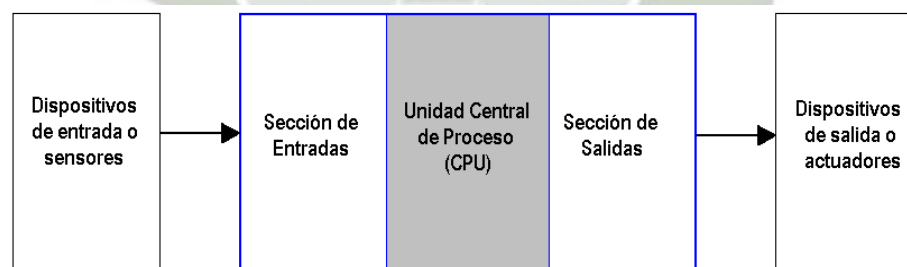 Dispositivos
de entrada o
sensores
Sección de
Entradas
Unidad Central
de Proceso
(CPU)
Sección de
Salidas
Dispositivos
de salida o
actuadores